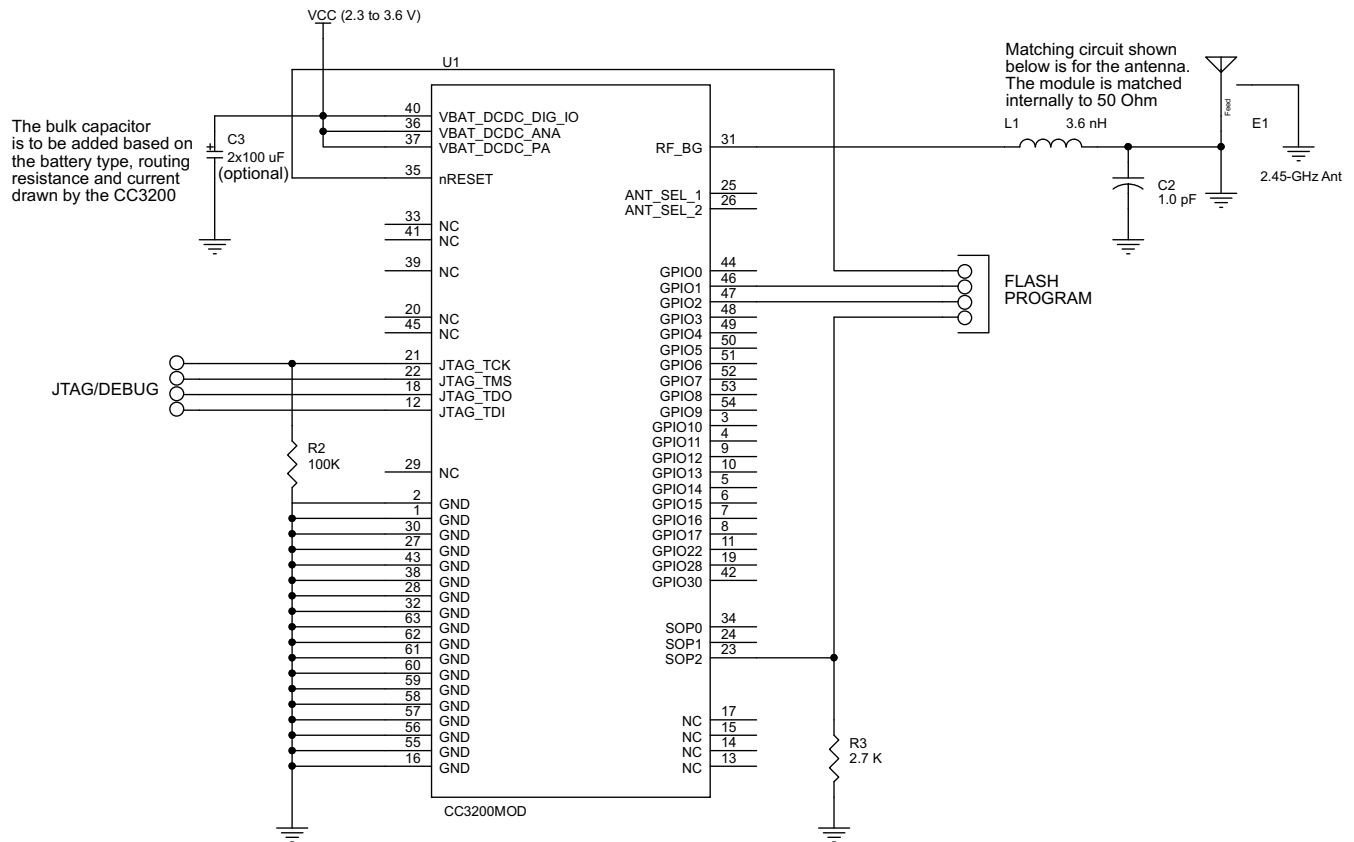 VCC (2.3 to 3.6 V)
U1
The bulk capacitor
is to be added based on
the battery type, routing
resistance and current
drawn by the CC3200
+
C3
2x100 uF
(optional)
40
VBAT_DCDC_DIG_IO
36
VBAT_DCDC_ANA
37
VBAT_DCDC_PA
35
nRESET
33
NC
41
NC
39
NC
20
NC
45
NC
JTAG/DEBUG
21
JTAG_TCK
22
JTAG_TMS
18
JTAG_TDO
12
JTAG_TDI
R2
100K
29
NC
2
GND
1
GND
30
GND
27
GND
43
GND
38
GND
28
GND
32
GND
63
GND
62
GND
61
GND
60
GND
59
GND
58
GND
57
GND
56
GND
55
GND
16
GND
CC3200MOD
RF_BG
31
ANT_SEL_1
25
ANT_SEL_2
26
GPIO0
44
GPIO1
46
GPIO2
47
GPIO3
48
GPIO4
49
GPIO5
50
GPIO6
51
GPIO7
52
GPIO8
53
GPIO9
54
GPIO10
3
GPIO11
4
GPIO12
9
GPIO13
10
GPIO14
5
GPIO15
6
GPIO16
7
GPIO17
8
GPIO22
11
GPIO28
19
GPIO30
42
SOP0
34
SOP1
24
SOP2
23
NC
17
NC
15
NC
14
NC
13
R3
2.7 K
Matching circuit shown
below is for the antenna.
The module is matched
internally to 50 Ohm
L1
3.6 nH
Feed
E1
2.45-GHz Ant
C2
1.0 pF
FLASH
PROGRAM